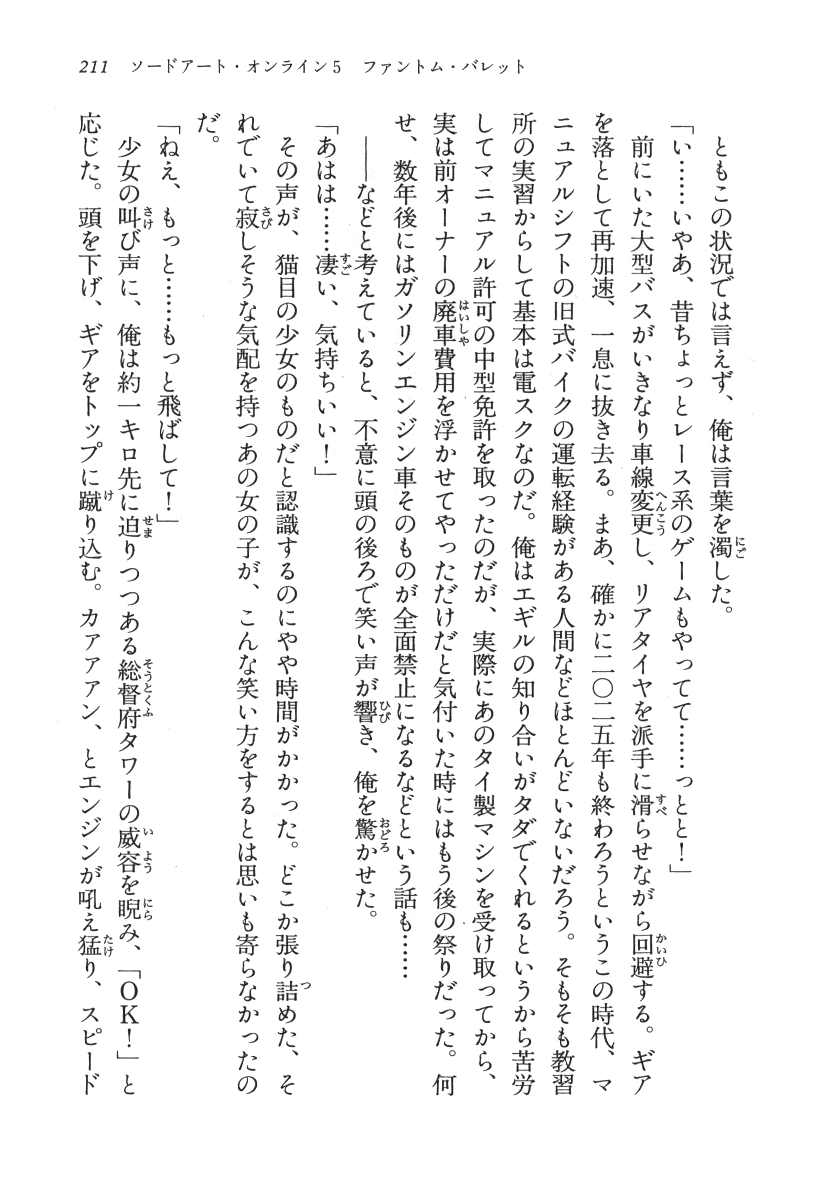 211 ソードアート・オンライン5 ファントム・バレット
ともこの状況では言えず、俺は言葉を濁した。
「い……いやあ、昔ちょっとレース系のゲームもやってて……っとと！」
前にいた大型バスがいきなり車線変更し、リアタイヤを派手に滑らせながら回避する。ギア
を落として再加速、一息に抜き去る。まあ、確かに二〇二五年も終わろうというこの時代、マ
ニュアルシフトの旧式バイクの運転経験がある人間などほとんどいないだろう。そもそも教習
所の実習からして基本は電スクなのだ。俺はエギルの知り合いがタダでくれるというから苦労
してマニュアル許可の中型免許を取ったのだが、実際にあのタイ製マシンを受け取ってから、
実は前オーナーの廃車費用を浮かせてやっただけだと気付いた時にはもう後の祭りだった。何
せ、数年後にはガソリンエンジン車そのものが全面禁止になるなどという話も……
――などと考えていると、不意に頭の後ろで笑い声が響き、俺を驚かせた。
「あはは……凄い、気持ちいい！」
その声が、猫目の少女のものだと認識するのにやや時間がかかった。どこか張り詰めた、そ
れでいて寂しそうな気配を持つあの女の子が、こんな笑い方をするとは思いも寄らなかったの
だ。
「ねえ、もっと……もっと飛ばして！」
少女の叫び声に、俺は約一キロ先に迫りつつある総督府タワーの威容を睨み、「OK！」と
応じた。頭を下げ、ギアをトップに蹴り込む。カァァァン、とエンジンが吼え猛り、スピード